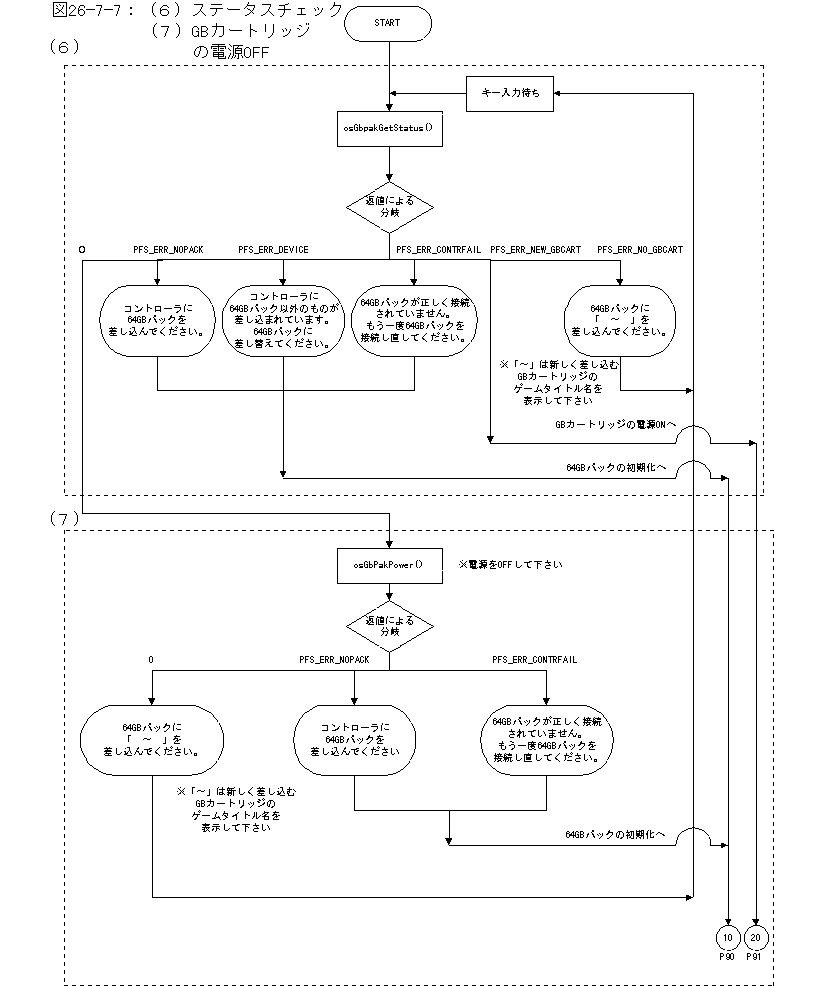 図26-7-7：（６）ステータスチェック
（７）GBカートリッジ
の電源OFF
（６）
START
キー入力待ち
osGbpakGetStatus()
返値による
分岐
0
PFS_ERR_NOPACK
PFS_ERR_DEVICE
PFS_ERR_CONTRFAIL
PFS_ERR_NEW_GBCART
PFS_ERR_NO_GBCART
コントローラに
64GBパックを
差し込んでください。
コントローラに
64GBパック以外のものが
差し込まれています。
64GBパックに
差し替えてください。
64GBパックが正しく接続
されていません。
もう一度64GBパックを
接続し直してください。
64GBパックに
「　～　」を
差し込んでください。
※「～」は新しく差し込む
GBカートリッジの
ゲームタイトル名を
表示して下さい
GBカートリッジの電源ONへ
64GBパックの初期化へ
（７）
osGbPakPower()
※電源をOFFして下さい
返値による
分岐
0
PFS_ERR_NOPACK
PFS_ERR_CONTRFAIL
64GBパックに
「　～　」を
差し込んでください。
コントローラに
64GBパックを
差し込んでください
64GBパックが正しく接続
されていません。
もう一度64GBパックを
接続し直してください。
※「～」は新しく差し込む
GBカートリッジの
ゲームタイトル名を
表示して下さい
64GBパックの初期化へ
10
20
P90
P91